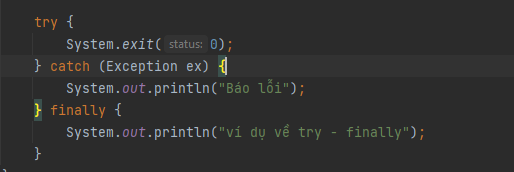 try {
System.exit( status: 0);
} catch (Exception ex) {
System.out.println("Báo lỗi");
} finally {
System.out.println("ví dụ về try - finally");
}